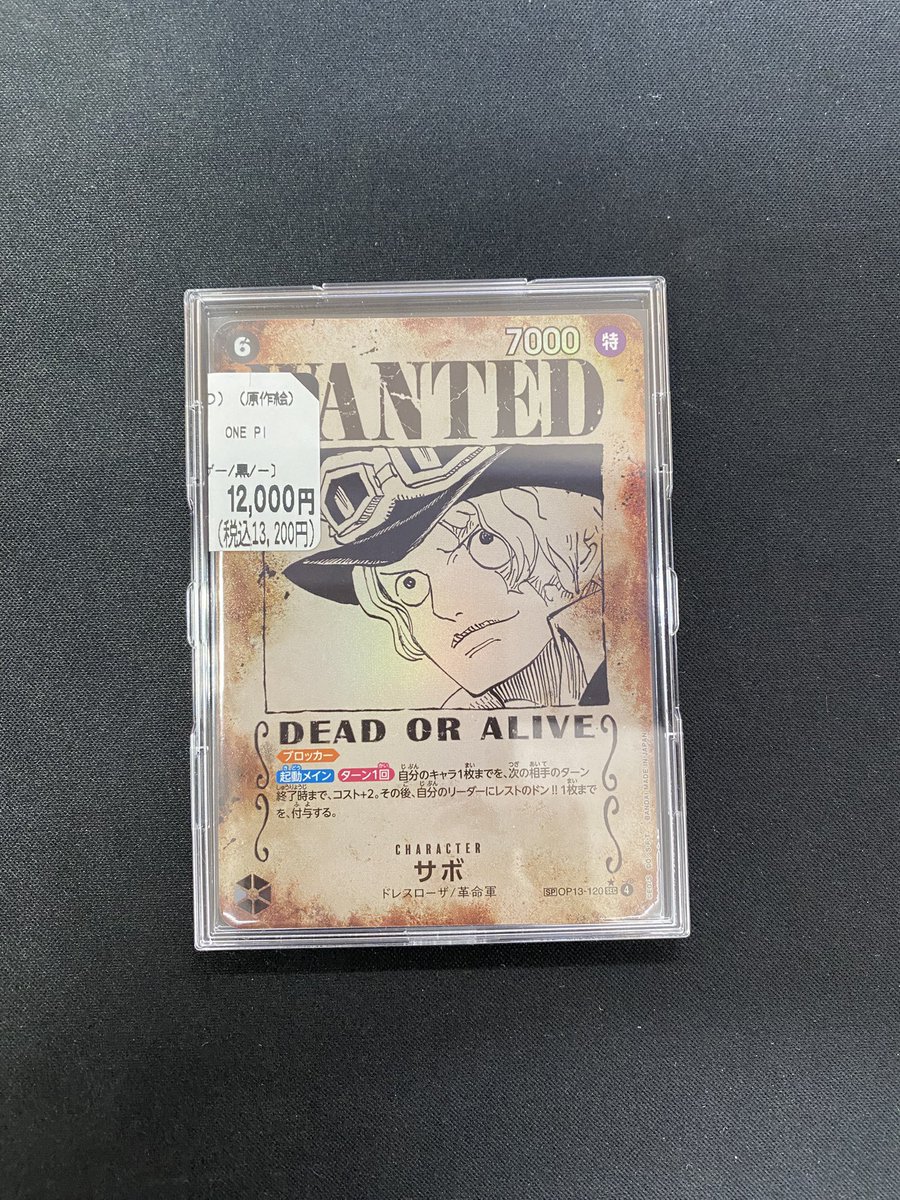 6
7000 特
WANTED
つ) (原作絵)
ONE PI
ゲー/黒/ー]
12,000円
(税込13,200円)
DEAD OR ALIVE
ブロッカー
起動メイン ターン1回 自分のキャラ1枚までを、次の相手のターン
終了時まで、コスト+2。その後、自分のリーダーにレストのドン!!1枚まで
を、付与する。
CHARACTER
サボ
ドレスローザ/革命軍
SP OP13-120 SEC 4